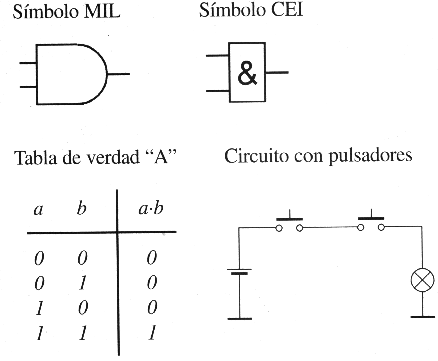 Símbolo MIL
Símbolo CEI
&
Tabla de verdad “A”
Circuito con pulsadores
a b a·b
0 0 0
0 1 0
1 0 0
1 1 1